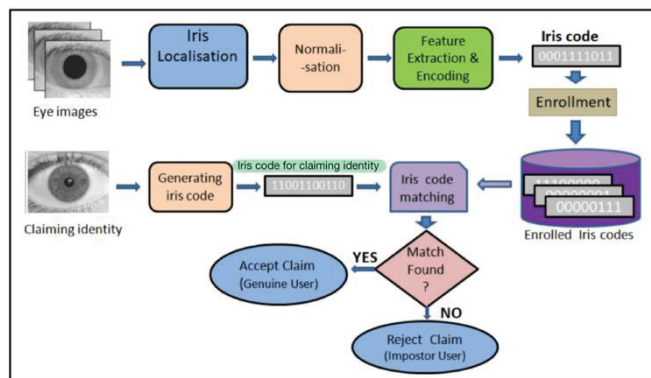 Iris
Localisation
Normali-
-sation
Feature
Extraction &
Encoding
Iris code
0001111011
Eye images
Enrollment
Iris code for claiming identity
Generating
iris code
11001100110
Iris code
matching
11100000
00000001
00000111
Claiming identity
Enrolled Iris codes
Match
Found
?
YES
Accept Claim
(Genuine User)
NO
Reject Claim
(Impostor User)